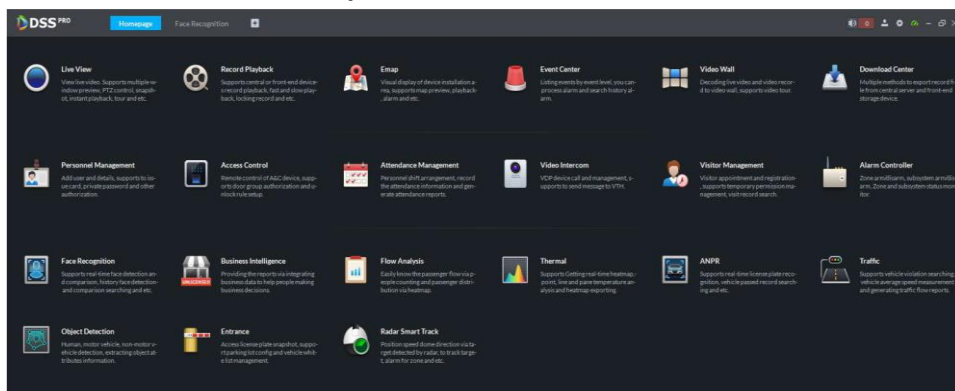 DSS PRO
Homepage
Face Recognition
0
Live View
View live video. Supports multiple-w-
indow preview, PTZ control, snapsh-
ot, instant playback, tour and etc.
Record Playback
Supports central or front-end device-
s record playback, fast and slow play-
back, locking record and etc.
Emap
Visual display of device installation a-
rea, supports map preview, playback-
, alarm and etc.
Event Center
Listing events by event level, you can-
process alarm and search history al-
arm.
Video Wall
Decoding live video and video recor-
d to video wall, supports video tour.
Download Center
Multiple methods to export record fi-
le from central server and front-end
storage device.
Personnel Management
Add user and details, supports to iss-
ue card, private password and other
authorization.
Access Control
Remote control of A&C device, supp-
orts door group authorization and u-
nlock rule setup.
Attendance Management
Personnel shift arrangement, record
the attendance information and gen-
erate attendance reports.
Video Intercom
VDP device call and management, s-
upports to send message to VTH.
Visitor Management
Visitor appointment and registration-
, supports temporary permission ma-
nagement, visit record search.
Alarm Controller
Zone arm/disarm, subsystem arm/dis-
arm, Zone and subsystem status mon-
itor.
Face Recognition
Supports real-time face detection an-
d comparison, history face detection-
and comparison searching and etc.
UNLICENSED
Business Intelligence
Providing the reports via integrating
business data to help people making
business decisions.
Flow Analysis
Easily know the passenger flow via p-
eople counting and passenger distri-
bution via heatmap.
Thermal
Supports Getting real-time heatmap,-
point, line and pane temperature an-
alysis and heatmap exporting.
ANPR
Supports real-time license plate reco-
gnition, vehicle passed record search-
ing and etc.
Traffic
Supports vehicle violation searching,
vehicle average speed measurement
and generating traffic flow reports.
Object Detection
Human, motor vehicle, non-motor v-
ehicle detection, extracting object at-
tributes information.
Entrance
Access license plate snapshot, suppo-
rt parking lot config and vehicle whit-
e list management.
Radar Smart Track
Position speed dome direction via ta-
rget detected by radar, to track targe-
t, alarm for zone and etc.